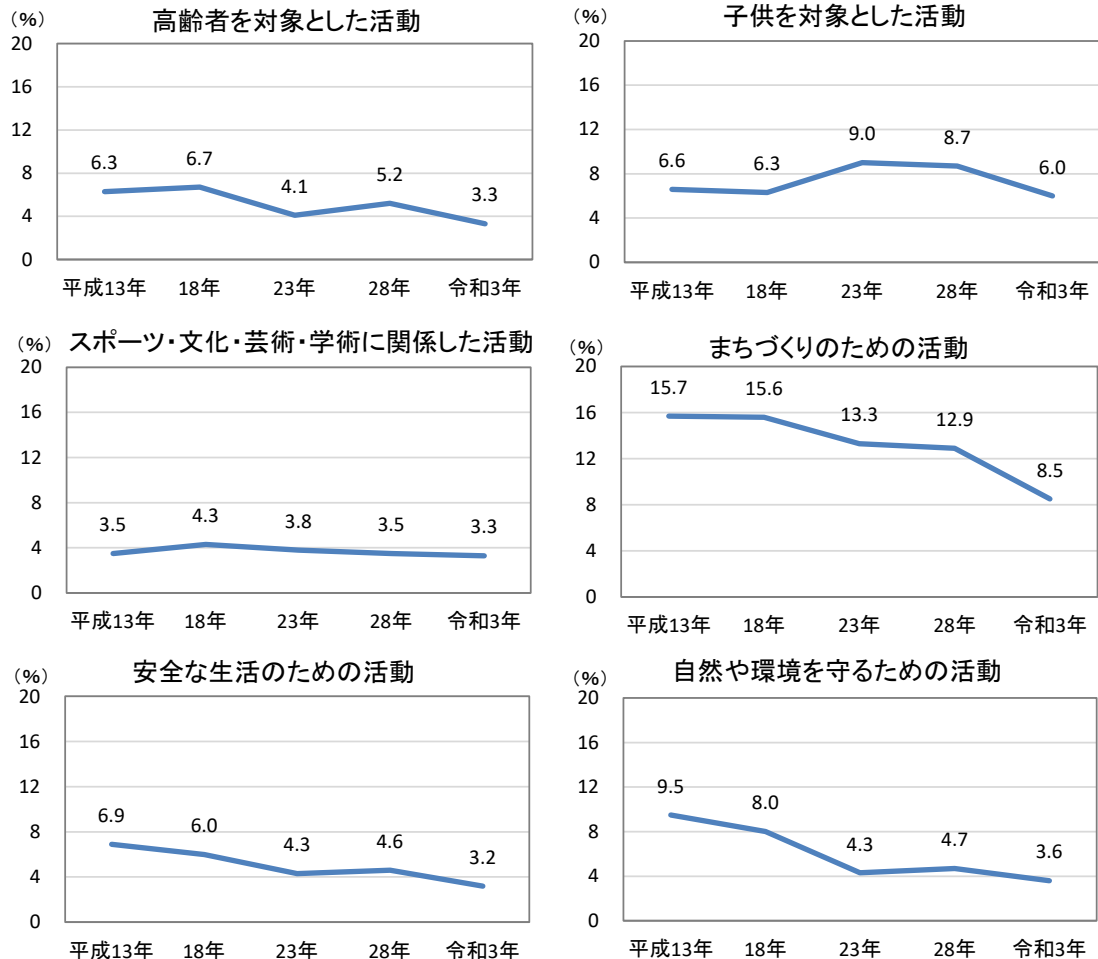 (%) 高齢者を対象とした活動
20
16
12
8
4
0
6.3 6.7 4.1 5.2 3.3
平成13年 18年 23年 28年 令和3年
(%) 子供を対象とした活動
20
16
12
8
4
0
6.6 6.3 9.0 8.7 6.0
平成13年 18年 23年 28年 令和3年
(%) スポーツ・文化・芸術・学術に関係した活動
20
16
12
8
4
0
3.5 4.3 3.8 3.5 3.3
平成13年 18年 23年 28年 令和3年
(%) まちづくりのための活動
20
16
12
8
4
0
15.7 15.6 13.3 12.9 8.5
平成13年 18年 23年 28年 令和3年
(%) 安全な生活のための活動
20
16
12
8
4
0
6.9 6.0 4.3 4.6 3.2
平成13年 18年 23年 28年 令和3年
(%) 自然や環境を守るための活動
20
16
12
8
4
0
9.5 8.0 4.3 4.7 3.6
平成13年 18年 23年 28年 令和3年